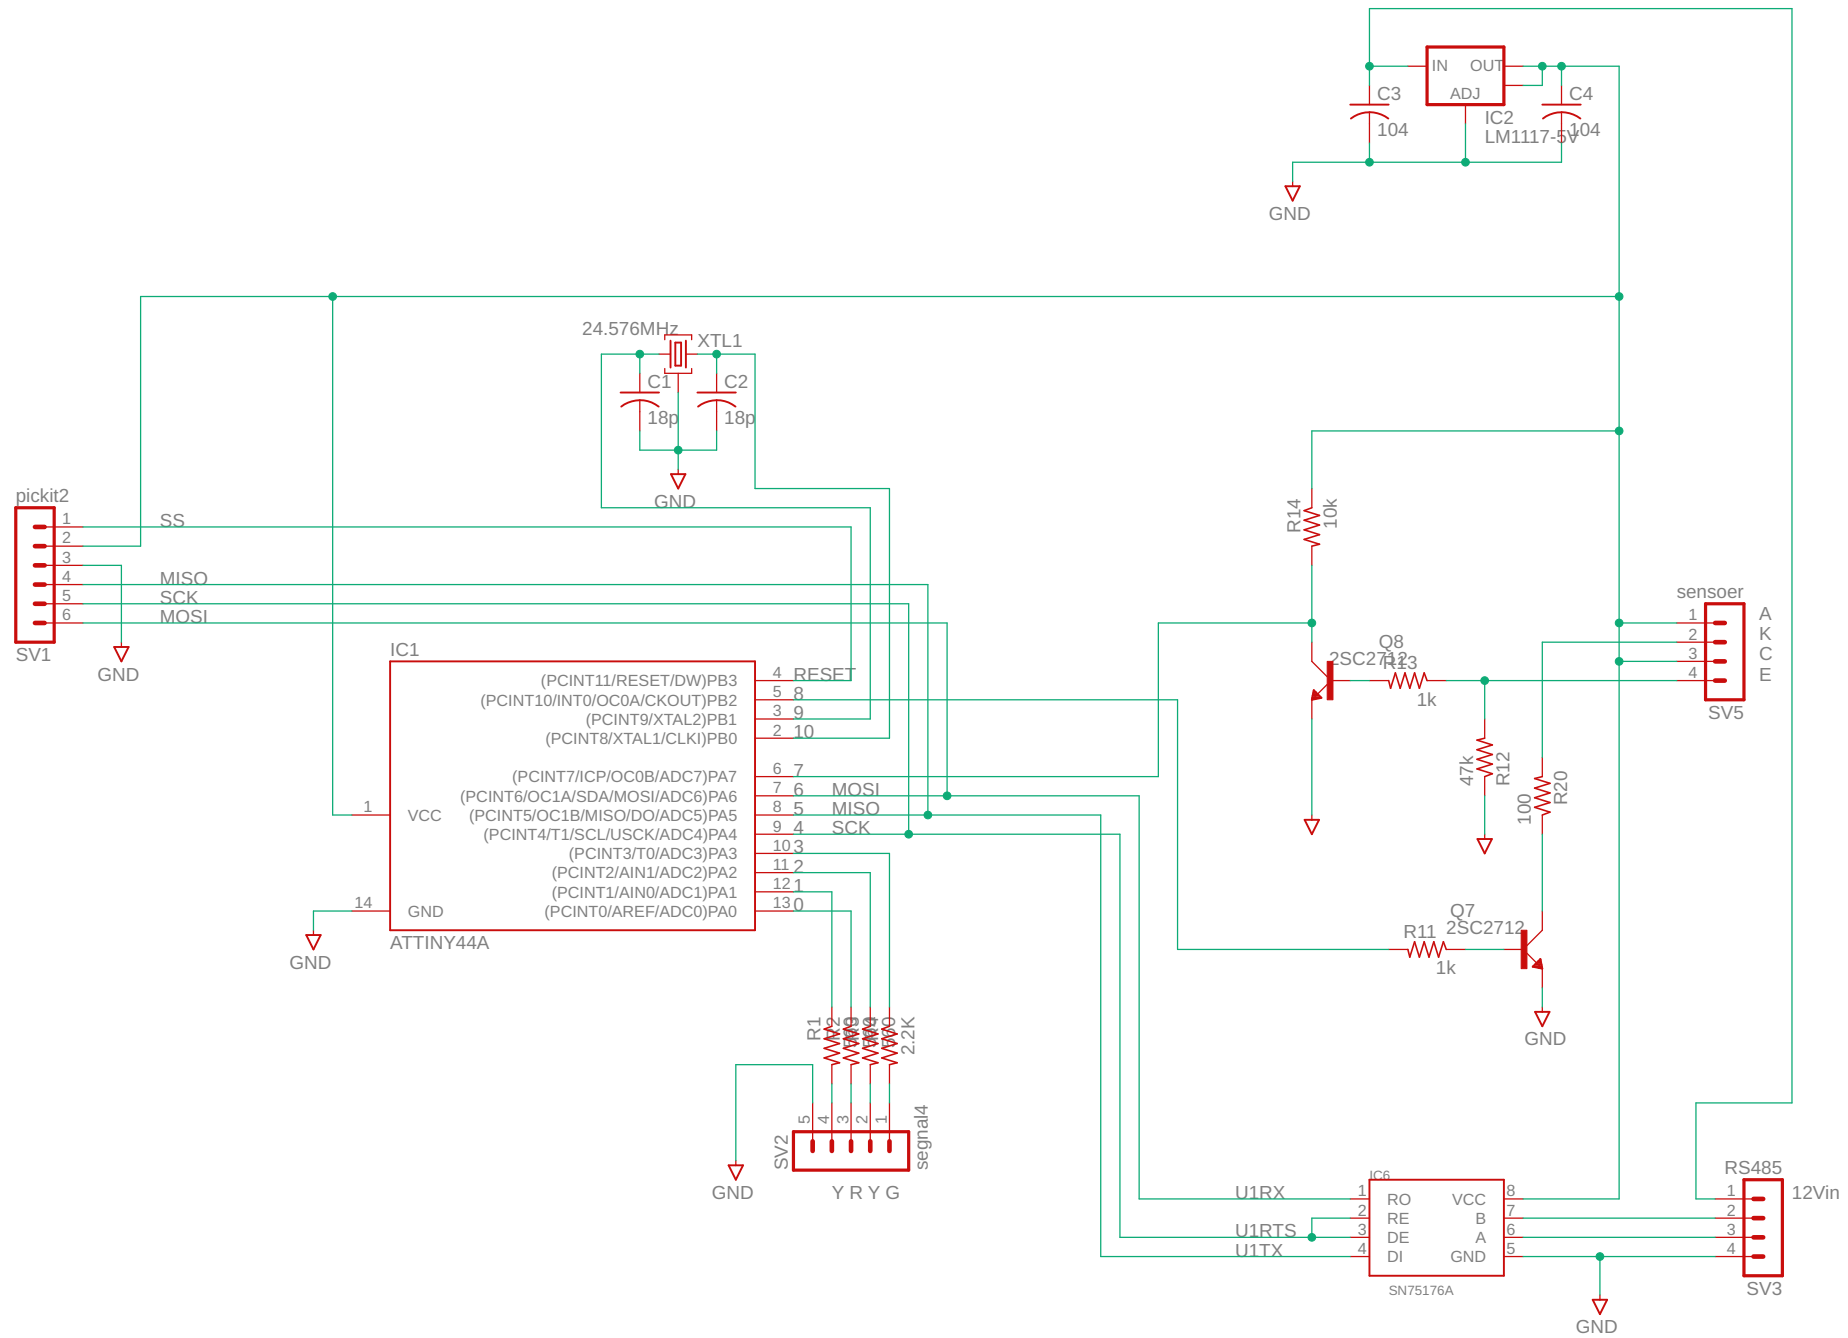 IN OUT
ADJ
C3
104
C4
104
IC2
LM1117-5V
GND
24.576MHz
XTL1
C1
18p
C2
18p
GND
pickit2
1
2
3
4
5
6
SS
MISO
SCK
MOSI
SV1
GND
IC1
(PCINT11/RESET/DW)PB3 4 RESET
(PCINT10/INT0/OC0A/CKOUT)PB2 5 8
(PCINT9/XTAL2)PB1 3 9
(PCINT8/XTAL1/CLKI)PB0 2 10
(PCINT7/ICP/OC0B/ADC7)PA7 6 7
(PCINT6/OC1A/SDA/MOSI/ADC6)PA6 7 6 MOSI
(PCINT5/OC1B/MISO/DO/ADC5)PA5 8 5 MISO
(PCINT4/T1/SCL/USCK/ADC4)PA4 9 4 SCK
(PCINT3/T0/ADC3)PA3 10 3
(PCINT2/AIN1/ADC2)PA2 11 2
(PCINT1/AIN0/ADC1)PA1 12 1
(PCINT0/AREF/ADC0)PA0 13 0
1 VCC
14 GND
ATTINY44A
GND
R14
10k
Q8
2SC2712
R13
1k
sensoer
1 A
2 K
3 C
4 E
SV5
47k
R12
100
R20
Q7
2SC2712
R11
1k
GND
R1
R2
2.2K
5 4 3 2 1
SV2
segnal4
GND
Y R Y G
IC6
U1RX 1 RO VCC 8
2 RE B 7
U1RTS 3 DE A 6
U1TX 4 DI GND 5
SN75176A
RS485
1 12Vin
2
3
4
SV3
GND